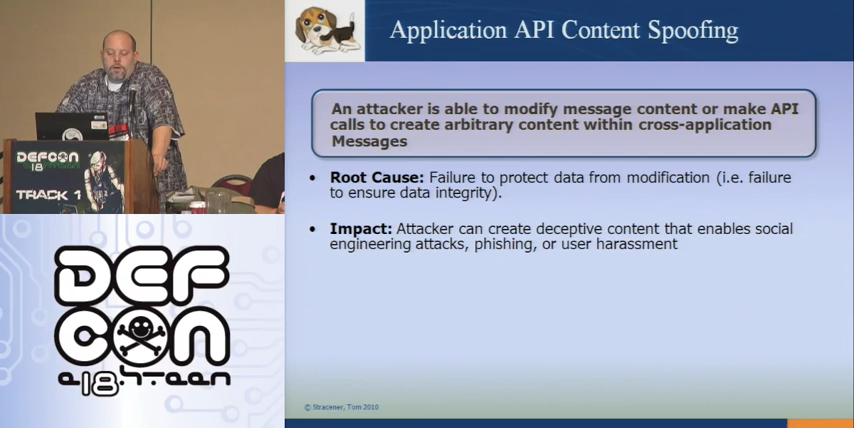 DEFCON
18
TRACK 1
DEF
CON
e18.hteen
Application API Content Spoofing
An attacker is able to modify message content or make API
calls to create arbitrary content within cross-application
Messages
• Root Cause: Failure to protect data from modification (i.e. failure
to ensure data integrity).
• Impact: Attacker can create deceptive content that enables social
engineering attacks, phishing, or user harassment
© Stracener, Tom 2010